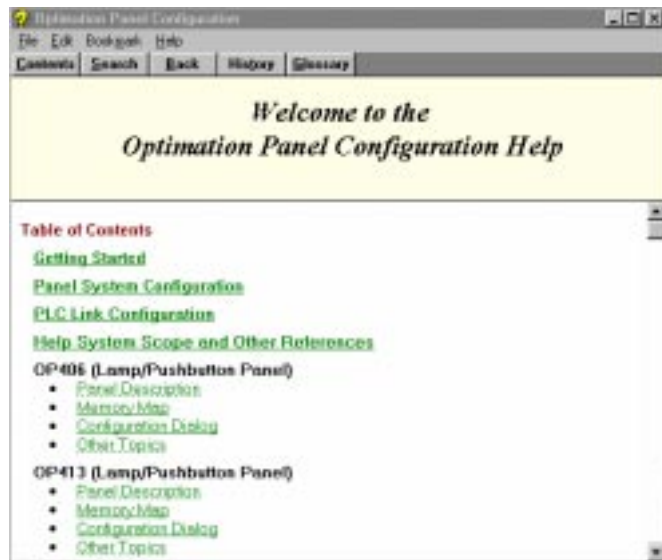 Optimation Panel Configuration
File Edit Bookmark Help
Contents Search Back History Glossary
Welcome to the
Optimation Panel Configuration Help
Table of Contents
Getting Started
Panel System Configuration
PLC Link Configuration
Help System Scope and Other References
OP406 (Lamp/Pushbutton Panel)
• Panel Description
• Memory Map
• Configuration Dialog
• Other Topics
OP413 (Lamp/Pushbutton Panel)
• Panel Description
• Memory Map
• Configuration Dialog
• Other Topics